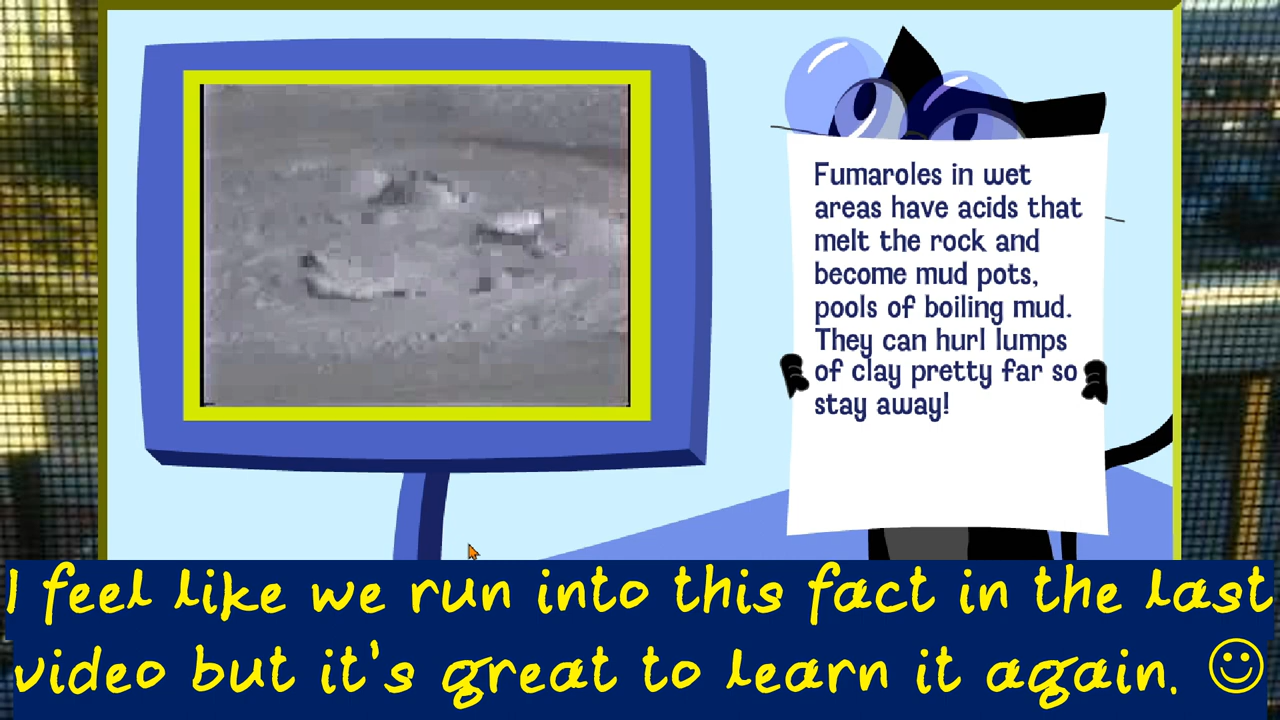 Fumaroles in wet
areas have acids that
melt the rock and
become mud pots,
pools of boiling mud.
They can hurl lumps
of clay pretty far so
stay away!
I feel like we run into this fact in the last
video but it's great to learn it again. ☺